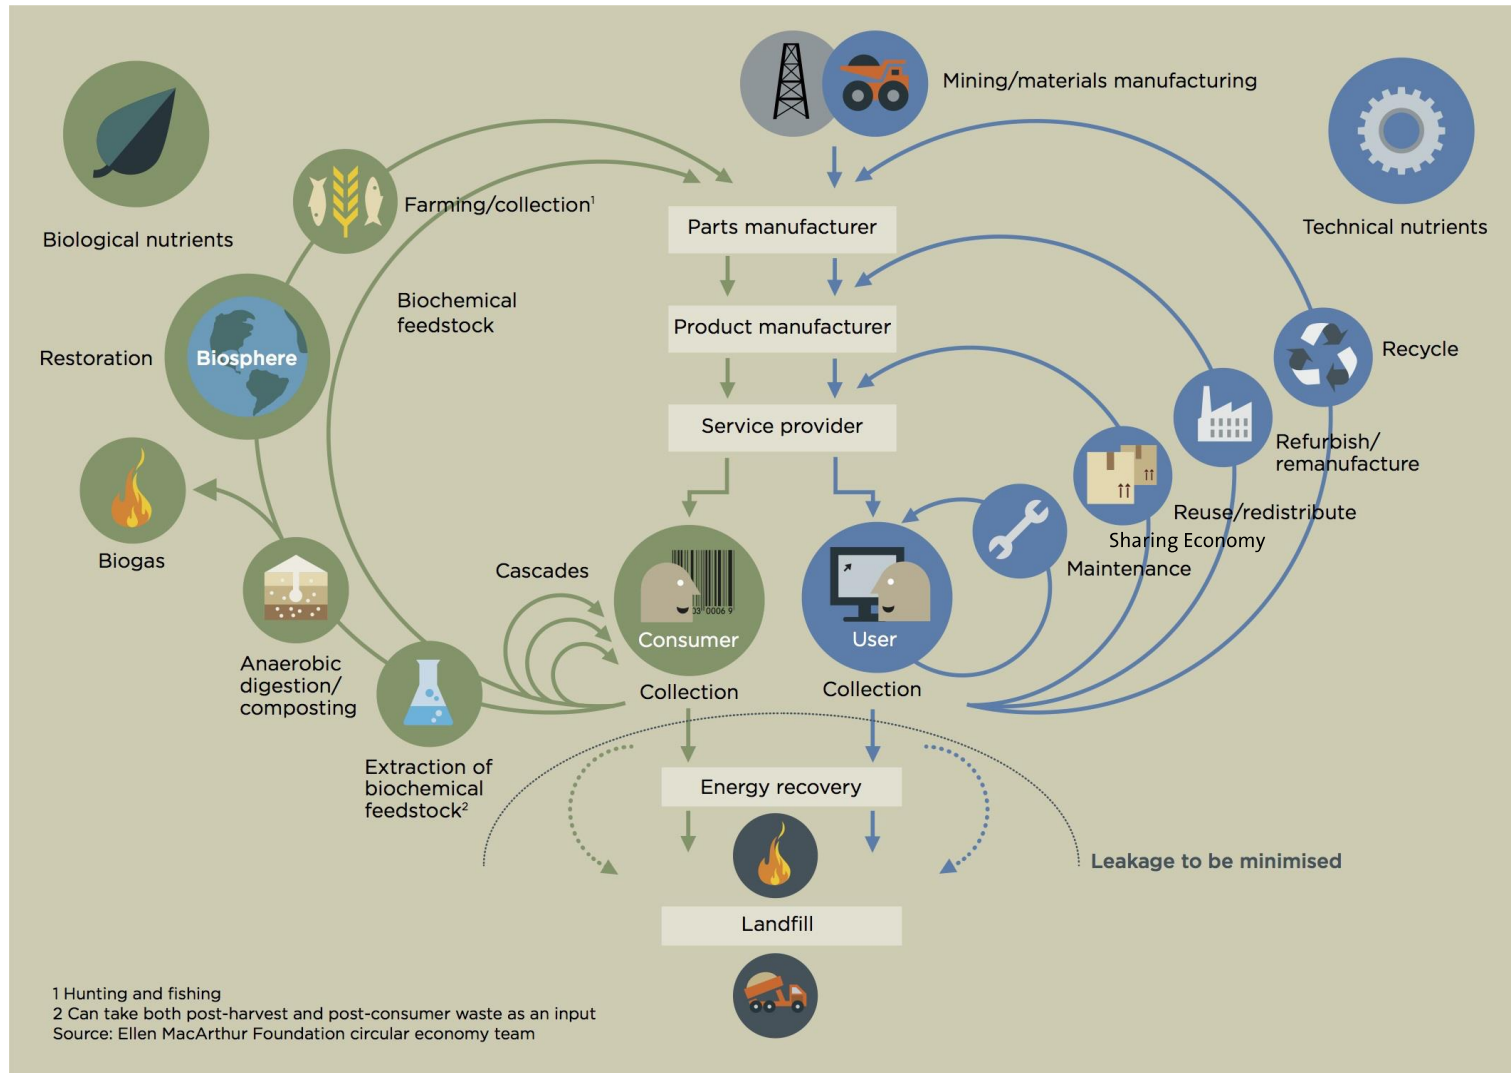 Mining/materials manufacturing
Biological nutrients
Technical nutrients
Farming/collection¹
Parts manufacturer
Biochemical
feedstock
Product manufacturer
Restoration
Biosphere
Recycle
Service provider
Refurbish/
remanufacture
Biogas
Reuse/redistribute
Sharing Economy
Maintenance
Cascades
03 0006 9
Consumer
User
Anaerobic
digestion/
composting
Collection
Collection
Extraction of
biochemical
feedstock²
Energy recovery
Leakage to be minimised
Landfill
1 Hunting and fishing
2 Can take both post-harvest and post-consumer waste as an input
Source: Ellen MacArthur Foundation circular economy team